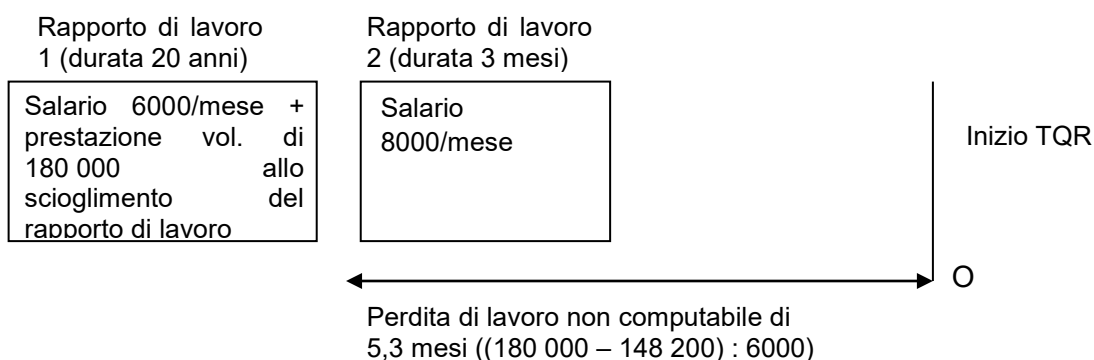 Rapporto di lavoro
1 (durata 20 anni)
Rapporto di lavoro
2 (durata 3 mesi)
Salario 6000/mese +
prestazione vol. di
180 000 allo
scioglimento del
rapporto di lavoro
Salario
8000/mese
Inizio TQR
O
Perdita di lavoro non computabile di
5,3 mesi ((180 000 – 148 200) : 6000)